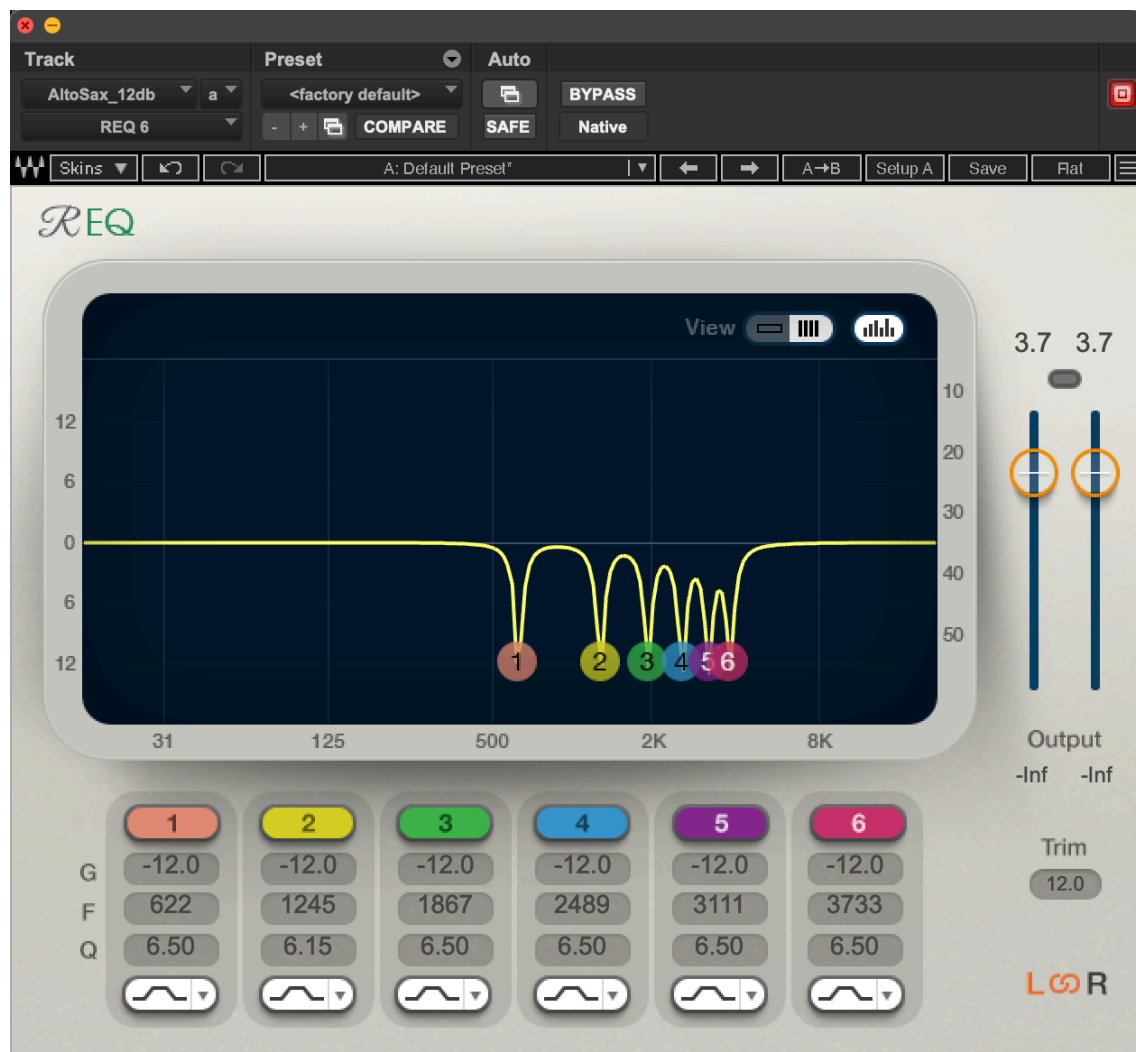 Track Preset Auto
AltoSax_12db a <factory default> BYPASS
REQ 6 - + COMPARE SAFE Native
Skins A: Default Preset* A→B Setup A Save Flat
REQ
View
3.7 3.7
12 10
6 20
0 30
6 40
12 50
1 2 3 4 5 6
31 125 500 2K 8K
Output
-Inf -Inf
1 2 3 4 5 6
G -12.0 -12.0 -12.0 -12.0 -12.0 -12.0
F 622 1245 1867 2489 3111 3733
Q 6.50 6.15 6.50 6.50 6.50 6.50
Trim
12.0
L R